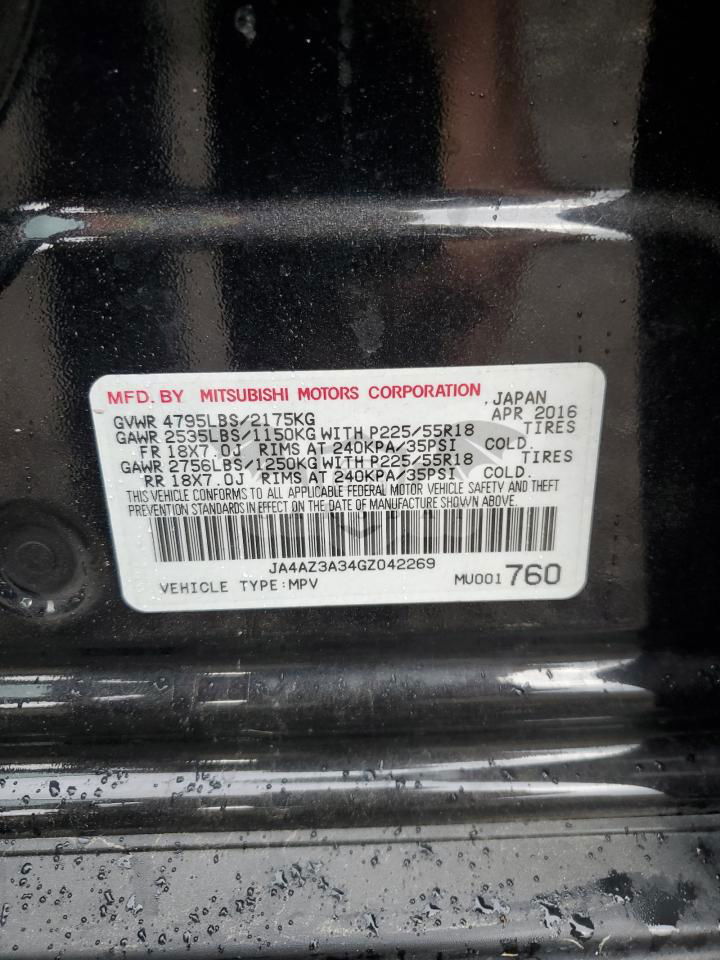 MFD. BY MITSUBISHI MOTORS CORPORATION, JAPAN
GVWR 4795LBS/2175KG APR 2016
GAWR 2535LBS/1150KG WITH P225/55R18 TIRES
FR 18X7.0J RIMS AT 240KPA/35PSI COLD.
GAWR 2756LBS/1250KG WITH P225/55R18 TIRES
RR 18X7.0J RIMS AT 240KPA/35PSI COLD.
THIS VEHICLE CONFORMS TO ALL APPLICABLE FEDERAL MOTOR VEHICLE SAFETY AND THEFT
PREVENTION STANDARDS IN EFFECT ON THE DATE OF MANUFACTURE SHOWN ABOVE.
JA4AZ3A34GZ042269
VEHICLE TYPE:MPV MU001760